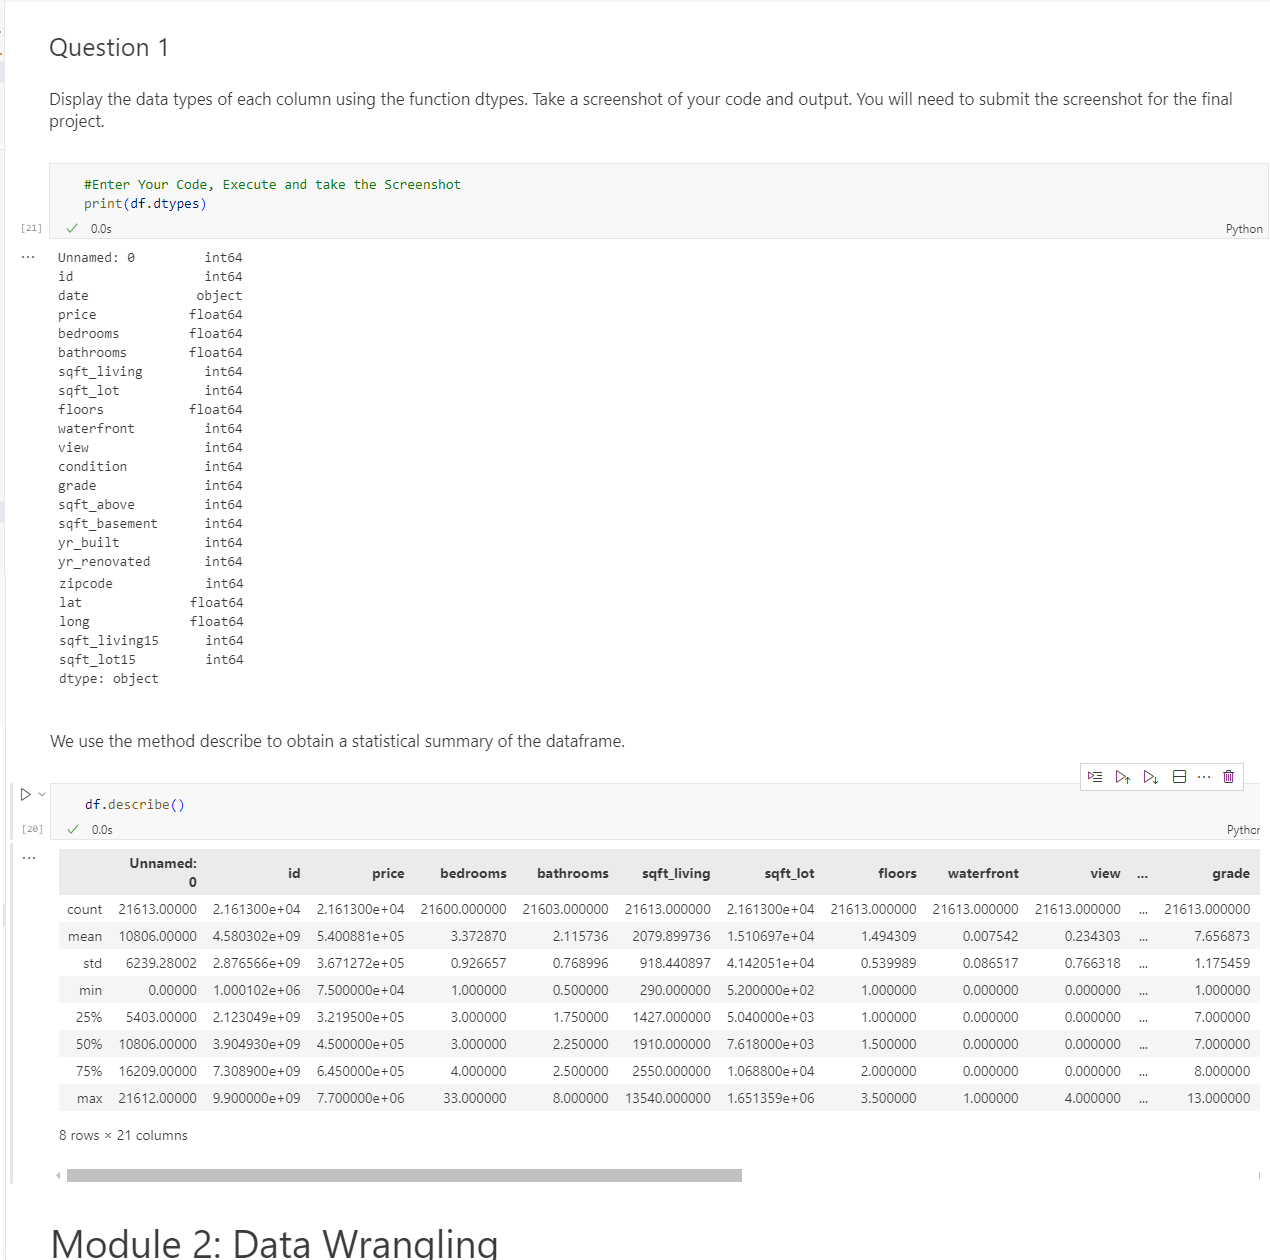 Question 1
Display the data types of each column using the function dtypes. Take a screenshot of your code and output. You will need to submit the screenshot for the final
project.
#Enter Your Code, Execute and take the Screenshot
print(df.dtypes)
[21] 0.0s Python
... Unnamed: 0 int64
id int64
date object
price float64
bedrooms float64
bathrooms float64
sqft_living int64
sqft_lot int64
floors float64
waterfront int64
view int64
condition int64
grade int64
sqft_above int64
sqft_basement int64
yr_built int64
yr_renovated int64
zipcode int64
lat float64
long float64
sqft_living15 int64
sqft_lot15 int64
dtype: object
We use the method describe to obtain a statistical summary of the dataframe.
df.describe()
[20] 0.0s Python
...
Unnamed: 0 id price bedrooms bathrooms sqft_living sqft_lot floors waterfront view ... grade
count 21613.00000 2.161300e+04 2.161300e+04 21600.000000 21603.000000 21613.000000 2.161300e+04 21613.000000 21613.000000 21613.000000 ... 21613.000000
mean 10806.00000 4.580302e+09 5.400881e+05 3.372870 2.115736 2079.899736 1.510697e+04 1.494309 0.007542 0.234303 ... 7.656873
std 6239.28002 2.876566e+09 3.671272e+05 0.926657 0.768996 918.440897 4.142051e+04 0.539989 0.086517 0.766318 ... 1.175459
min 0.00000 1.000102e+06 7.500000e+04 1.000000 0.500000 290.000000 5.200000e+02 1.000000 0.000000 0.000000 ... 1.000000
25% 5403.00000 2.123049e+09 3.219500e+05 3.000000 1.750000 1427.000000 5.040000e+03 1.000000 0.000000 0.000000 ... 7.000000
50% 10806.00000 3.904930e+09 4.500000e+05 3.000000 2.250000 1910.000000 7.618000e+03 1.500000 0.000000 0.000000 ... 7.000000
75% 16209.00000 7.308900e+09 6.450000e+05 4.000000 2.500000 2550.000000 1.068800e+04 2.000000 0.000000 0.000000 ... 8.000000
max 21612.00000 9.900000e+09 7.700000e+06 33.000000 8.000000 13540.000000 1.651359e+06 3.500000 1.000000 4.000000 ... 13.000000
8 rows × 21 columns
Module 2: Data Wrangling